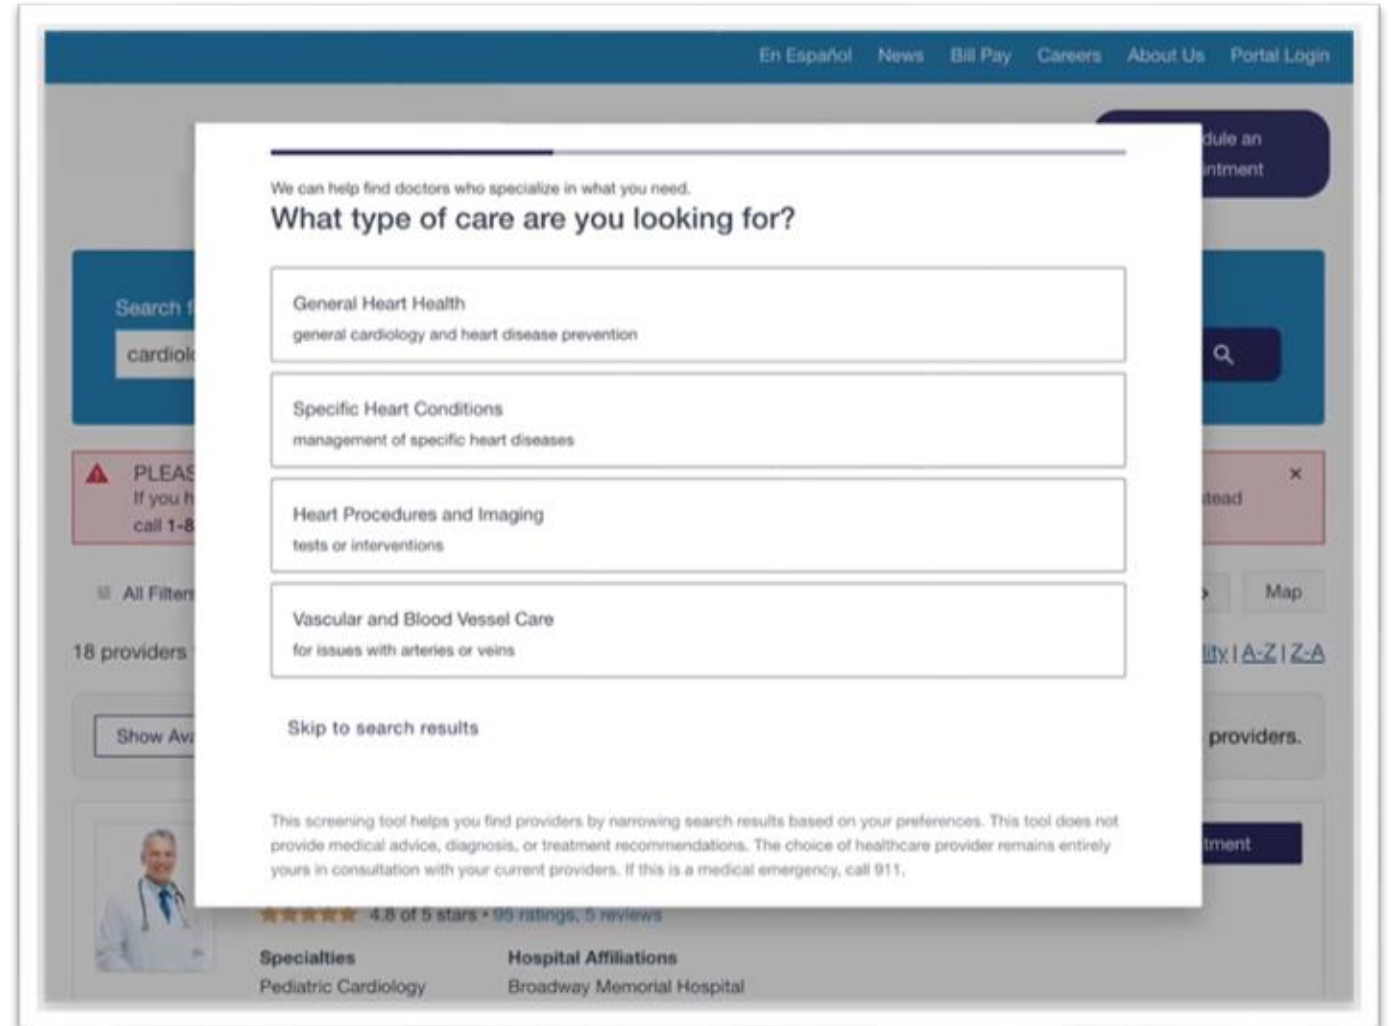 En Español News Bill Pay Careers About Us Portal Login
dule an
intment
We can help find doctors who specialize in what you need.
What type of care are you looking for?
General Heart Health
general cardiology and heart disease prevention
Search f
cardiolo
Specific Heart Conditions
management of specific heart diseases
PLEAS
If you h
call 1-8
stead
Heart Procedures and Imaging
tests or interventions
All Filters
Map
Vascular and Blood Vessel Care
for issues with arteries or veins
18 providers
lity | A-Z | Z-A
Skip to search results
Show Ava
providers.
This screening tool helps you find providers by narrowing search results based on your preferences. This tool does not
provide medical advice, diagnosis, or treatment recommendations. The choice of healthcare provider remains entirely
yours in consultation with your current providers. If this is a medical emergency, call 911.
tment
4.8 of 5 stars • 95 ratings, 5 reviews
Specialties Hospital Affiliations
Pediatric Cardiology Broadway Memorial Hospital